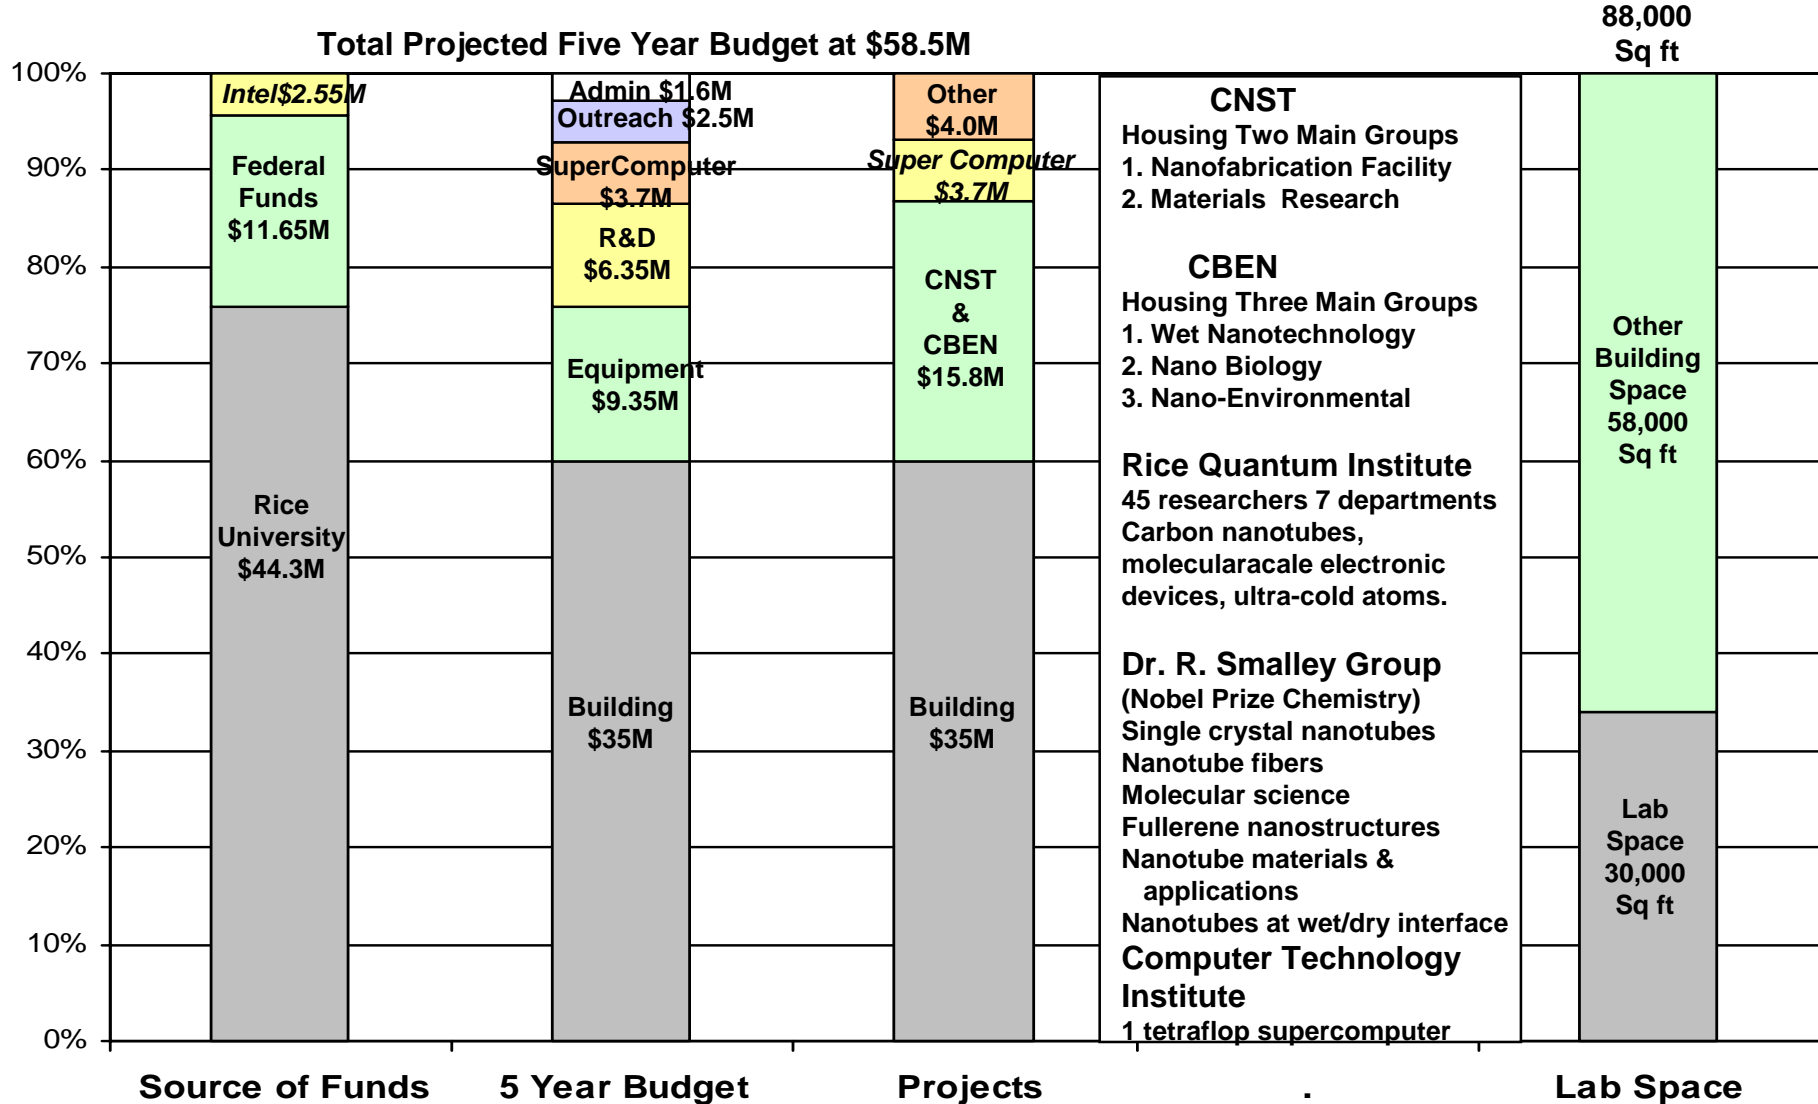 88,000
Sq ft
Total Projected Five Year Budget at $58.5M
100%
90%
80%
70%
60%
50%
40%
30%
20%
10%
0%
Intel$2.55M
Federal
Funds
$11.65M
Rice
University
$44.3M
Admin $1.6M
Outreach $2.5M
SuperComputer
$3.7M
R&D
$6.35M
Equipment
$9.35M
Building
$35M
Other
$4.0M
Super Computer
$3.7M
CNST
&
CBEN
$15.8M
Building
$35M
CNST
Housing Two Main Groups
1. Nanofabrication Facility
2. Materials Research
CBEN
Housing Three Main Groups
1. Wet Nanotechnology
2. Nano Biology
3. Nano-Environmental
Rice Quantum Institute
45 researchers 7 departments
Carbon nanotubes,
molecularacale electronic
devices, ultra-cold atoms.
Dr. R. Smalley Group
(Nobel Prize Chemistry)
Single crystal nanotubes
Nanotube fibers
Molecular science
Fullerene nanostructures
Nanotube materials &
applications
Nanotubes at wet/dry interface
Computer Technology
Institute
1 tetraflop supercomputer
Other
Building
Space
58,000
Sq ft
Lab
Space
30,000
Sq ft
Source of Funds
5 Year Budget
Projects
.
Lab Space